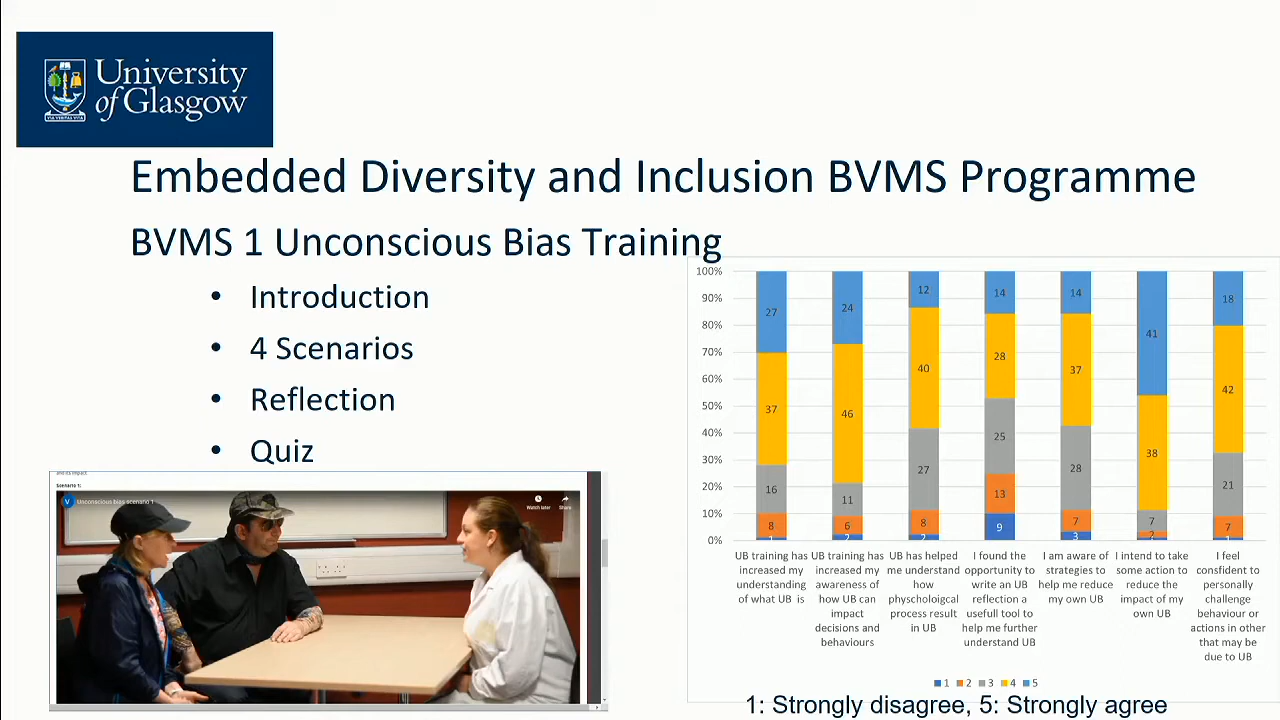 University
of Glasgow
VIA VERITAS VITA
Embedded Diversity and Inclusion BVMS Programme
BVMS 1 Unconscious Bias Training
• Introduction
• 4 Scenarios
• Reflection
• Quiz
and its impact.
Scenario 1:
V Unconscious bias scenario 1
Watch later
Share
100%
90%
80%
70%
60%
50%
40%
30%
20%
10%
0%
27
37
16
8
1
24
46
11
6
2
12
40
27
8
2
14
28
25
13
9
14
37
28
7
3
41
38
7
2
18
42
21
7
1
UB training has
increased my
understanding
of what UB is
UB training has
increased my
awareness of
how UB can
impact
decisions and
behaviours
UB has helped
me understand
how
physcholoigcal
process result
in UB
I found the
opportunity to
write an UB
reflection a
usefull tool to
help me further
understand UB
I am aware of
strategies to
help me reduce
my own UB
I intend to take
some action to
reduce the
impact of my
own UB
I feel
consfident to
personally
challenge
behaviour or
actions in other
that may be
due to UB
1 2 3 4 5
1: Strongly disagree, 5: Strongly agree